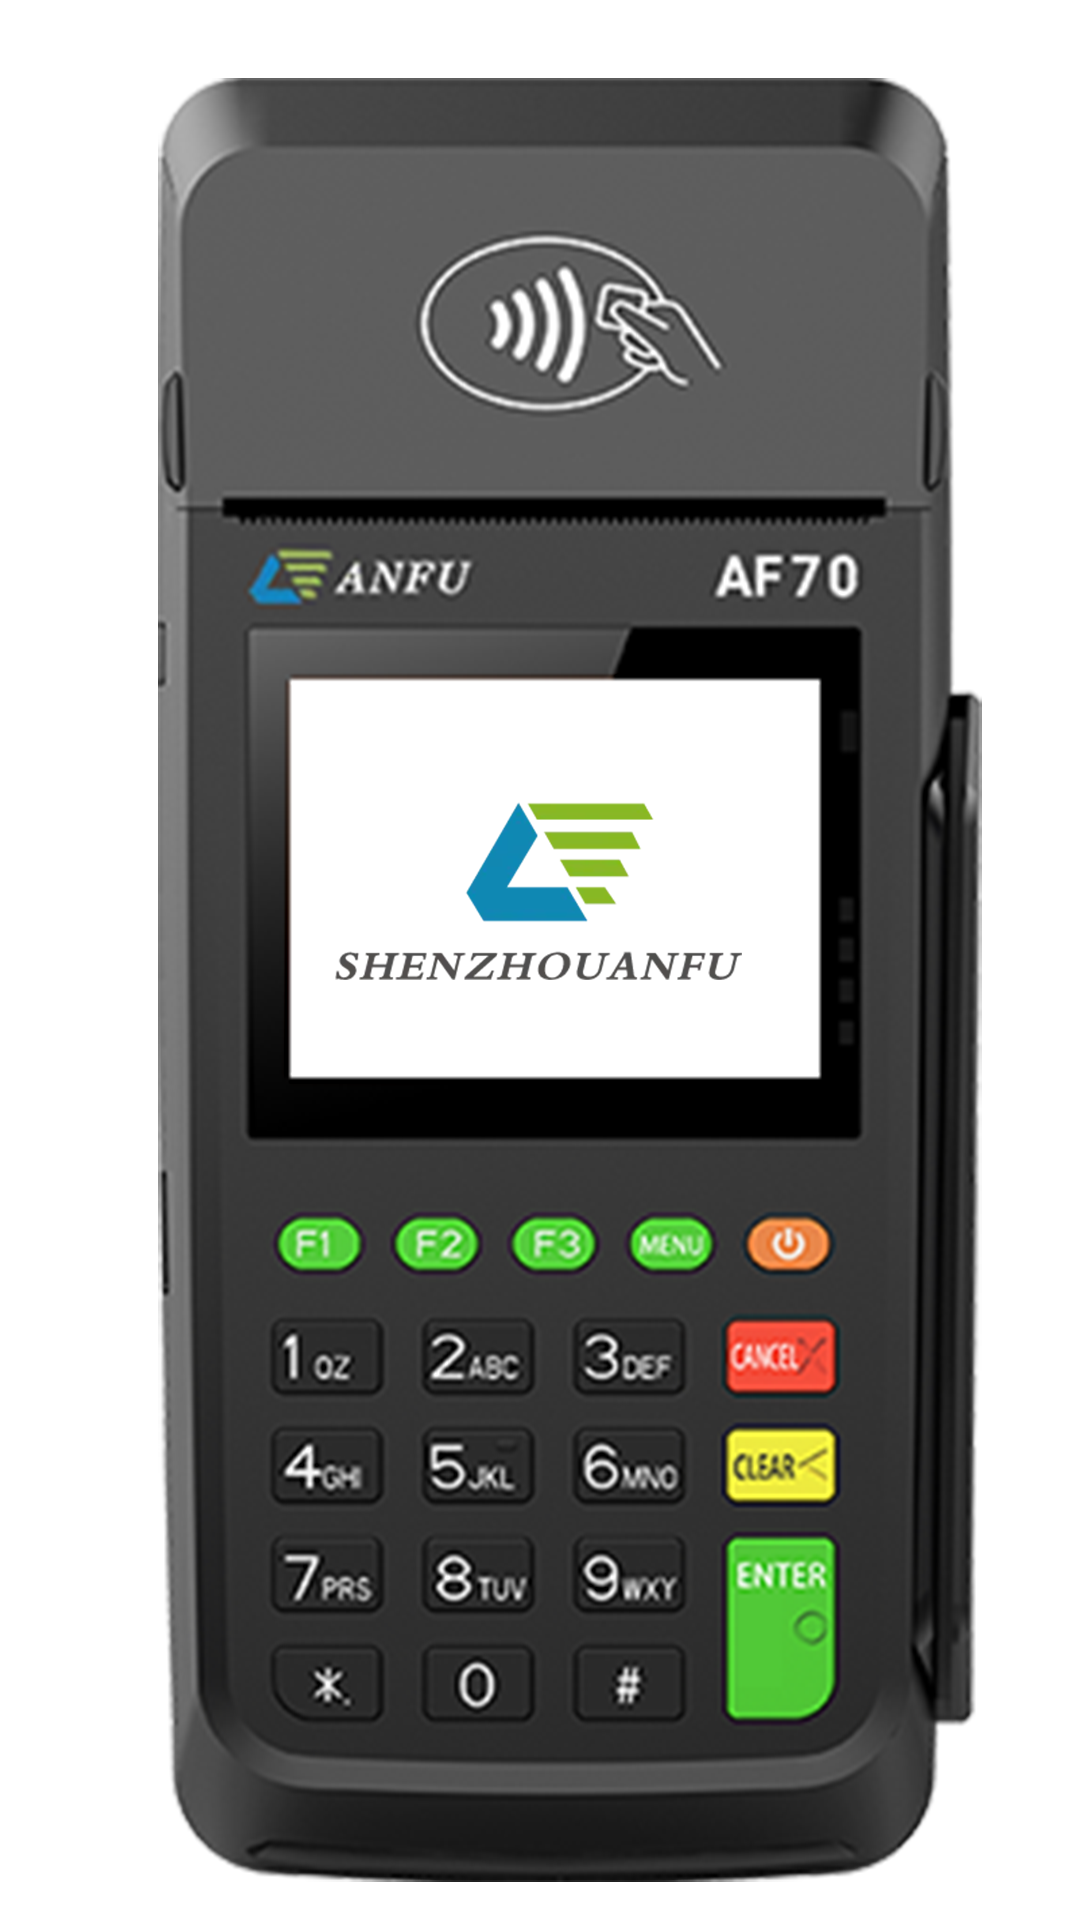 ANFU AF70
SHENZHOUANFU
F1 F2 F3 MENU
1 OZ 2 ABC 3 DEF CANCEL
4 GHI 5 JKL 6 MNO CLEAR
7 PRS 8 TUV 9 WXY ENTER
*. 0 #